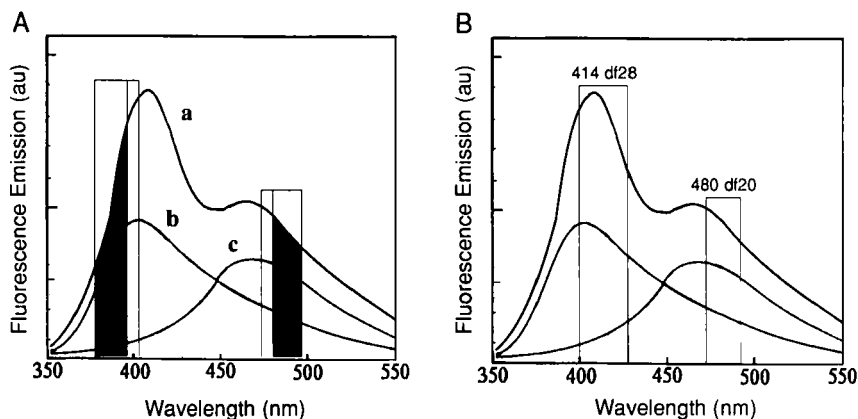 A
Fluorescence Emission (au)
a
b
c
350
400
450
500
550
Wavelength (nm)
B
Fluorescence Emission (au)
414 df28
480 df20
350
400
450
500
550
Wavelength (nm)